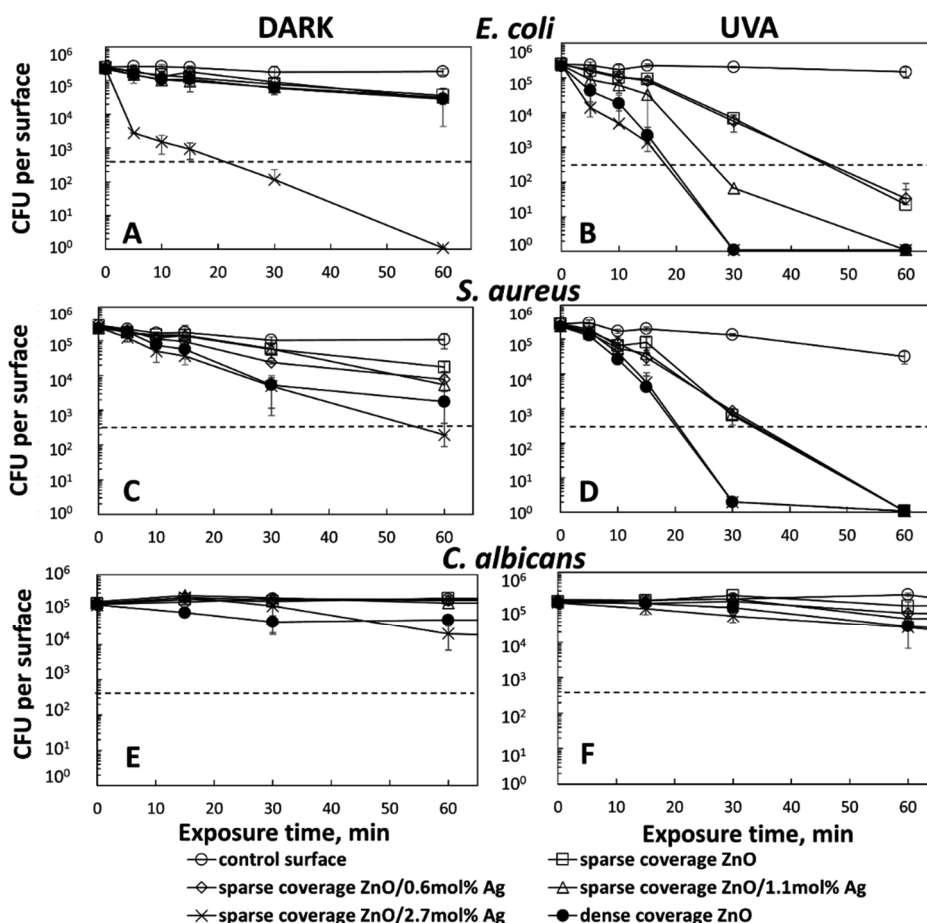 DARK E. coli UVA
CFU per surface
10⁶
10⁵
10⁴
10³
10²
10¹
10⁰
A
0 10 20 30 40 50 60
10⁶
10⁵
10⁴
10³
10²
10¹
10⁰
B
0 10 20 30 40 50 60
S. aureus
CFU per surface
10⁶
10⁵
10⁴
10³
10²
10¹
10⁰
C
0 10 20 30 40 50 60
10⁶
10⁵
10⁴
10³
10²
10¹
10⁰
D
0 10 20 30 40 50 60
C. albicans
CFU per surface
10⁶
10⁵
10⁴
10³
10²
10¹
10⁰
E
0 10 20 30 40 50 60
10⁶
10⁵
10⁴
10³
10²
10¹
10⁰
F
0 10 20 30 40 50 60
Exposure time, min Exposure time, min
control surface sparse coverage ZnO
sparse coverage ZnO/0.6mol% Ag sparse coverage ZnO/1.1mol% Ag
sparse coverage ZnO/2.7mol% Ag dense coverage ZnO